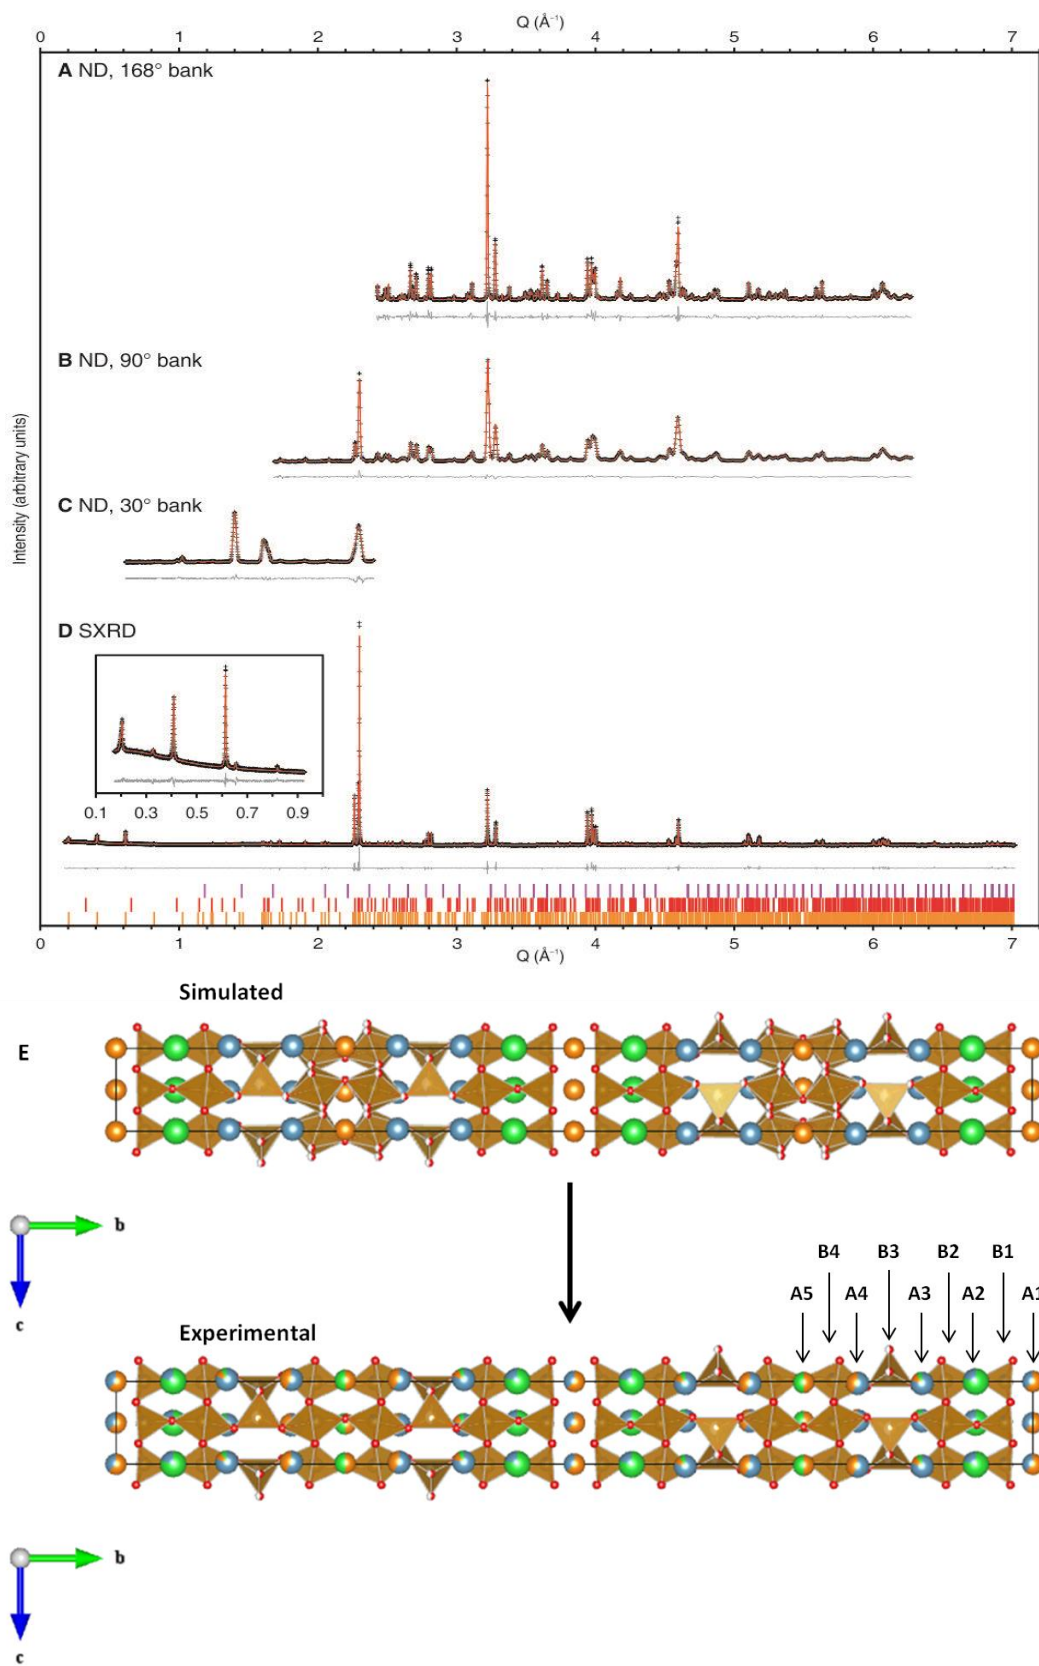 Q (Å⁻¹)
0 1 2 3 4 5 6 7
A ND, 168° bank
B ND, 90° bank
Intensity (arbitrary units)
C ND, 30° bank
D SXRD
0.1 0.3 0.5 0.7 0.9
0 1 2 3 4 5 6 7
Q (Å⁻¹)
Simulated
E
b
c
B4 B3 B2 B1
A5 A4 A3 A2 A1
Experimental
b
c